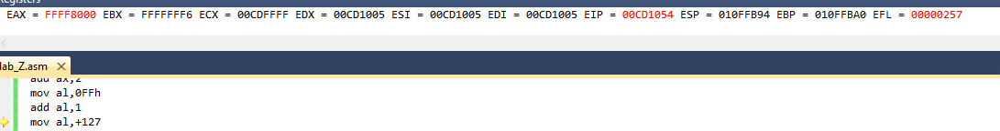 Registers
EAX = FFFF8000 EBX = FFFFFFF6 ECX = 00CDFFFF EDX = 00CD1005 ESI = 00CD1005 EDI = 00CD1005 EIP = 00CD1054 ESP = 010FFB94 EBP = 010FFBA0 EFL = 00000257
lab_Z.asm
add ax,2
mov al,0FFh
add al,1
mov al,+127